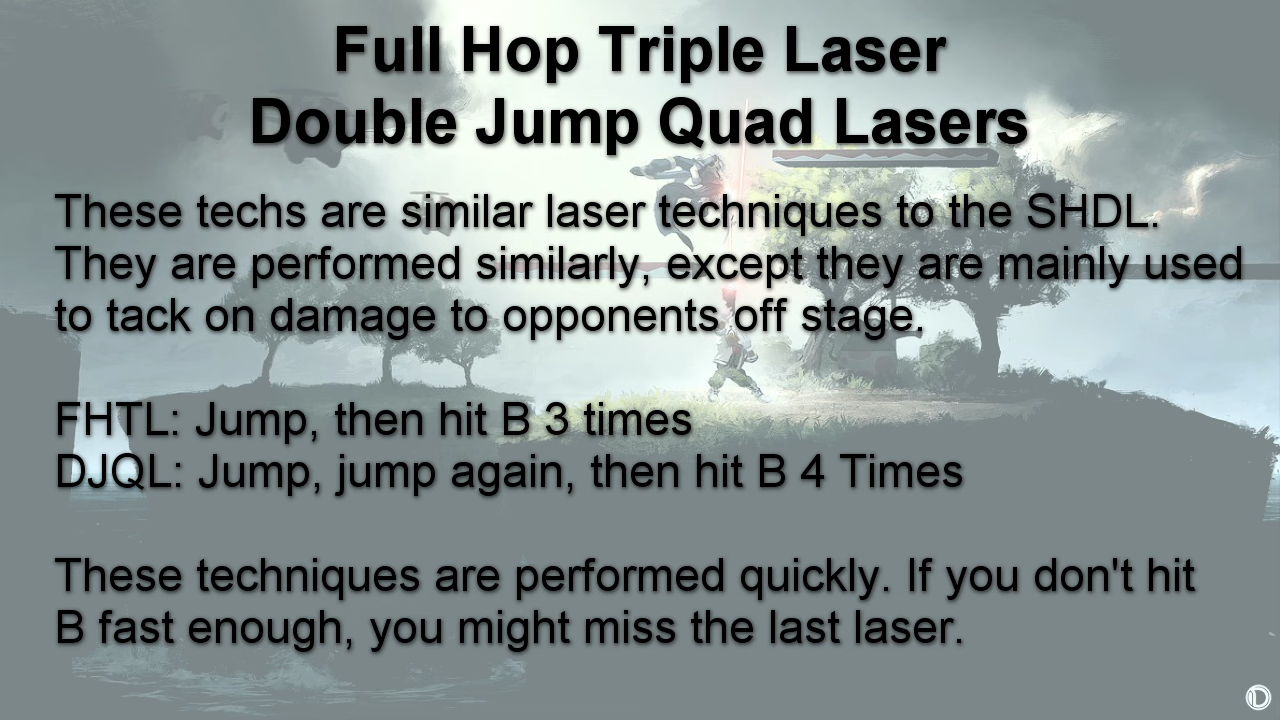 Full Hop Triple Laser
Double Jump Quad Lasers
These techs are similar laser techniques to the SHDL.
They are performed similarly, except they are mainly used
to tack on damage to opponents off stage.
FHTL: Jump, then hit B 3 times
DJQL: Jump, jump again, then hit B 4 Times
These techniques are performed quickly. If you don't hit
B fast enough, you might miss the last laser.